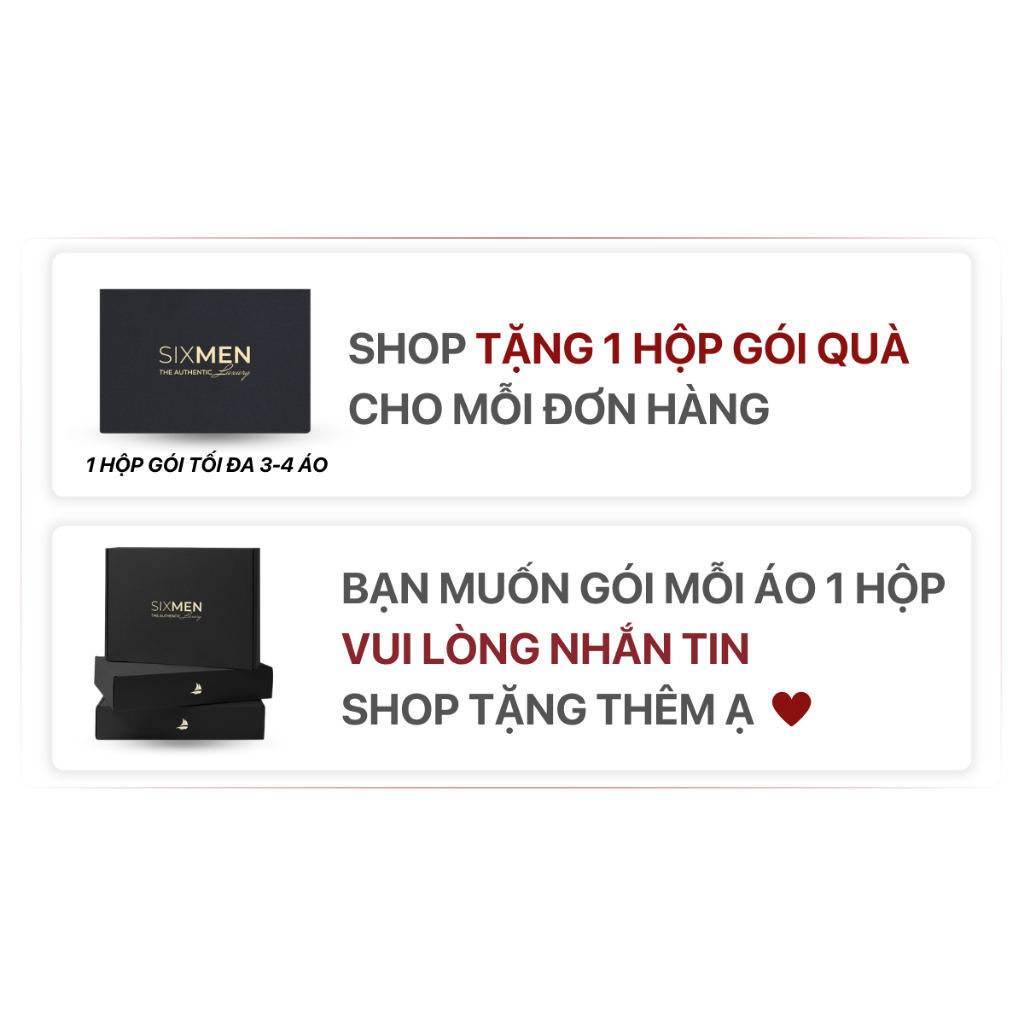 SIXMEN
THE AUTHENTIC Luxury
1 HỘP GÓI TỐI ĐA 3-4 ÁO
SHOP TẶNG 1 HỘP GÓI QUÀ
CHO MỖI ĐƠN HÀNG
SIXMEN
THE AUTHENTIC Luxury
BẠN MUỐN GÓI MỖI ÁO 1 HỘP
VUI LÒNG NHẮN TIN
SHOP TẶNG THÊM Ạ